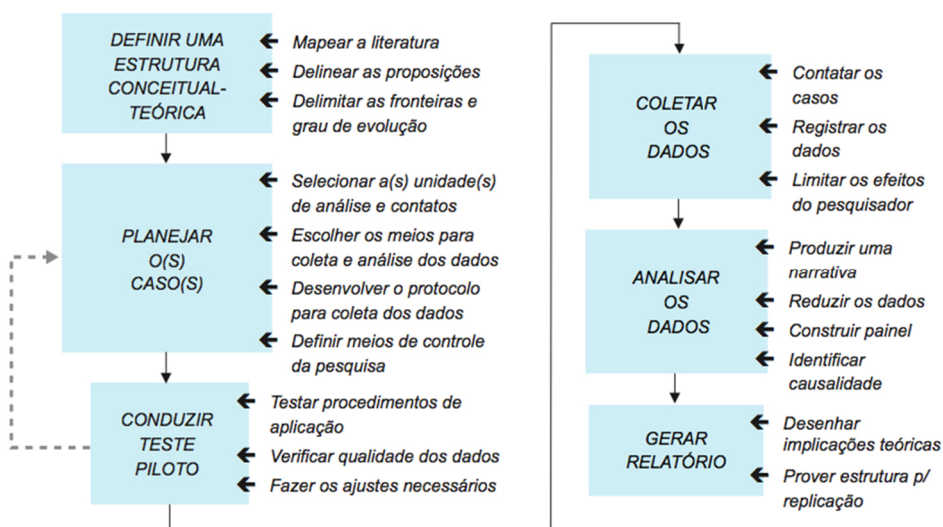 DEFINIR UMA
ESTRUTURA
CONCEITUAL-
TEÓRICA
Mapear a literatura
Delinear as proposições
Delimitar as fronteiras e
grau de evolução
PLANEJAR
O(S)
CASO(S)
Selecionar a(s) unidade(s)
de análise e contatos
Escolher os meios para
coleta e análise dos dados
Desenvolver o protocolo
para coleta dos dados
Definir meios de controle
da pesquisa
CONDUZIR
TESTE
PILOTO
Testar procedimentos de
aplicação
Verificar qualidade dos dados
Fazer os ajustes necessários
COLETAR
OS
DADOS
Contatar os
casos
Registrar os
dados
Limitar os efeitos
do pesquisador
ANALISAR
OS
DADOS
Produzir uma
narrativa
Reduzir os dados
Construir painel
Identificar
causalidade
GERAR
RELATÓRIO
Desenhar
implicações teóricas
Prover estrutura p/
replicação